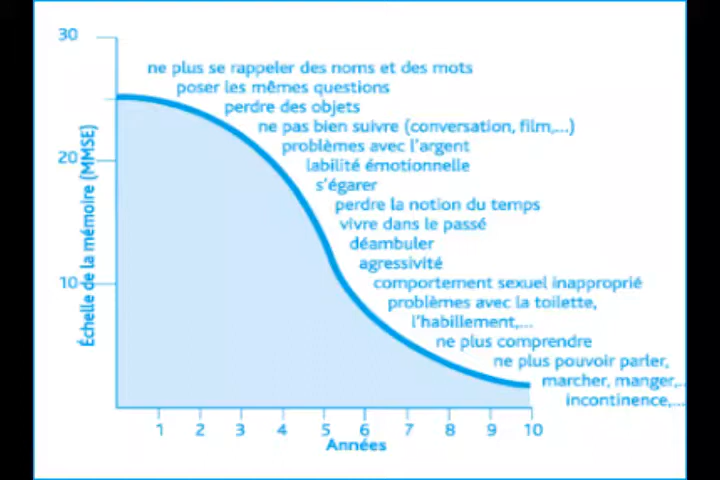 30
ne plus se rappeler des noms et des mots
poser les mêmes questions
perdre des objets
ne pas bien suivre (conversation, film,...)
problèmes avec l'argent
20
labilité émotionnelle
s'égarer
perdre la notion du temps
vivre dans le passé
déambuler
agressivité
10
comportement sexuel inapproprié
problèmes avec la toilette,
l'habillement,...
ne plus comprendre
ne plus pouvoir parler,
marcher, manger,..
incontinence,...
Échelle de la mémoire (MMSE)
1 2 3 4 5 6 7 8 9 10
Années